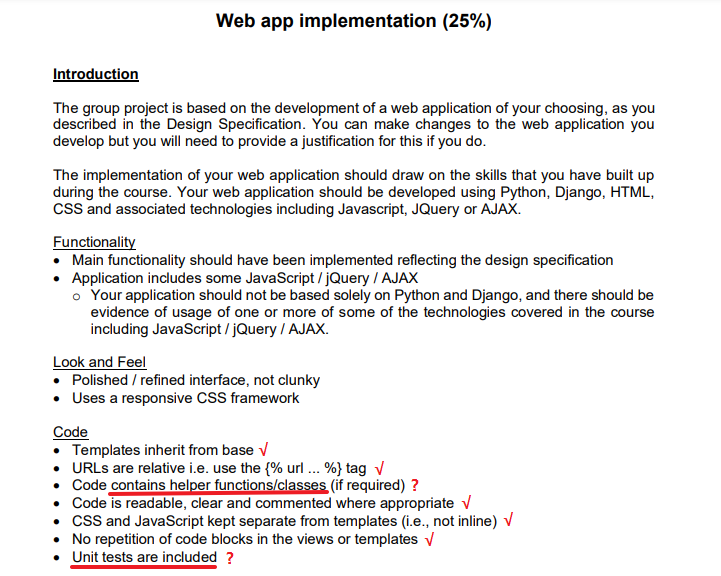 Web app implementation (25%)
Introduction
The group project is based on the development of a web application of your choosing, as you
described in the Design Specification. You can make changes to the web application you
develop but you will need to provide a justification for this if you do.
The implementation of your web application should draw on the skills that you have built up
during the course. Your web application should be developed using Python, Django, HTML,
CSS and associated technologies including Javascript, JQuery or AJAX.
Functionality
• Main functionality should have been implemented reflecting the design specification
• Application includes some JavaScript / jQuery / AJAX
o Your application should not be based solely on Python and Django, and there should be
evidence of usage of one or more of some of the technologies covered in the course
including JavaScript / jQuery / AJAX.
Look and Feel
• Polished / refined interface, not clunky
• Uses a responsive CSS framework
Code
• Templates inherit from base √
• URLs are relative i.e. use the {% url ... %} tag √
• Code contains helper functions/classes (if required) ?
• Code is readable, clear and commented where appropriate √
• CSS and JavaScript kept separate from templates (i.e., not inline) √
• No repetition of code blocks in the views or templates √
• Unit tests are included ?